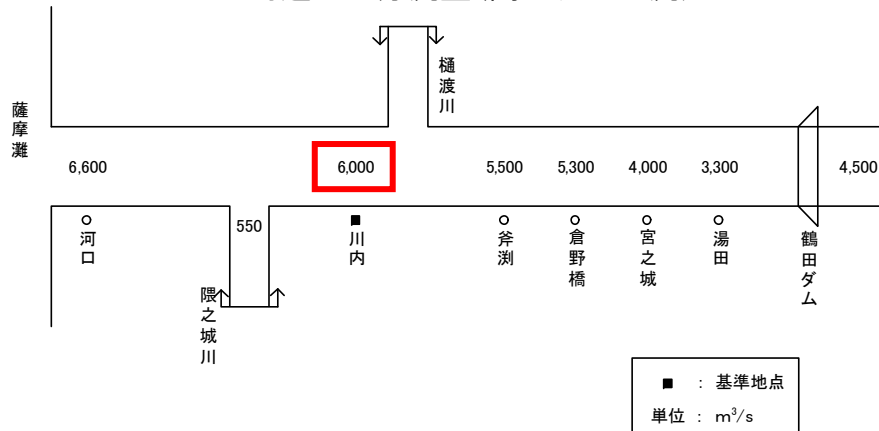 樋渡川
薩摩灘
6,600
6,000
5,500
5,300
4,000
3,300
4,500
550
河口
川内
斧渕
倉野橋
宮之城
湯田
鶴田ダム
隈之城川
■ : 基準地点
単位 : m³/s